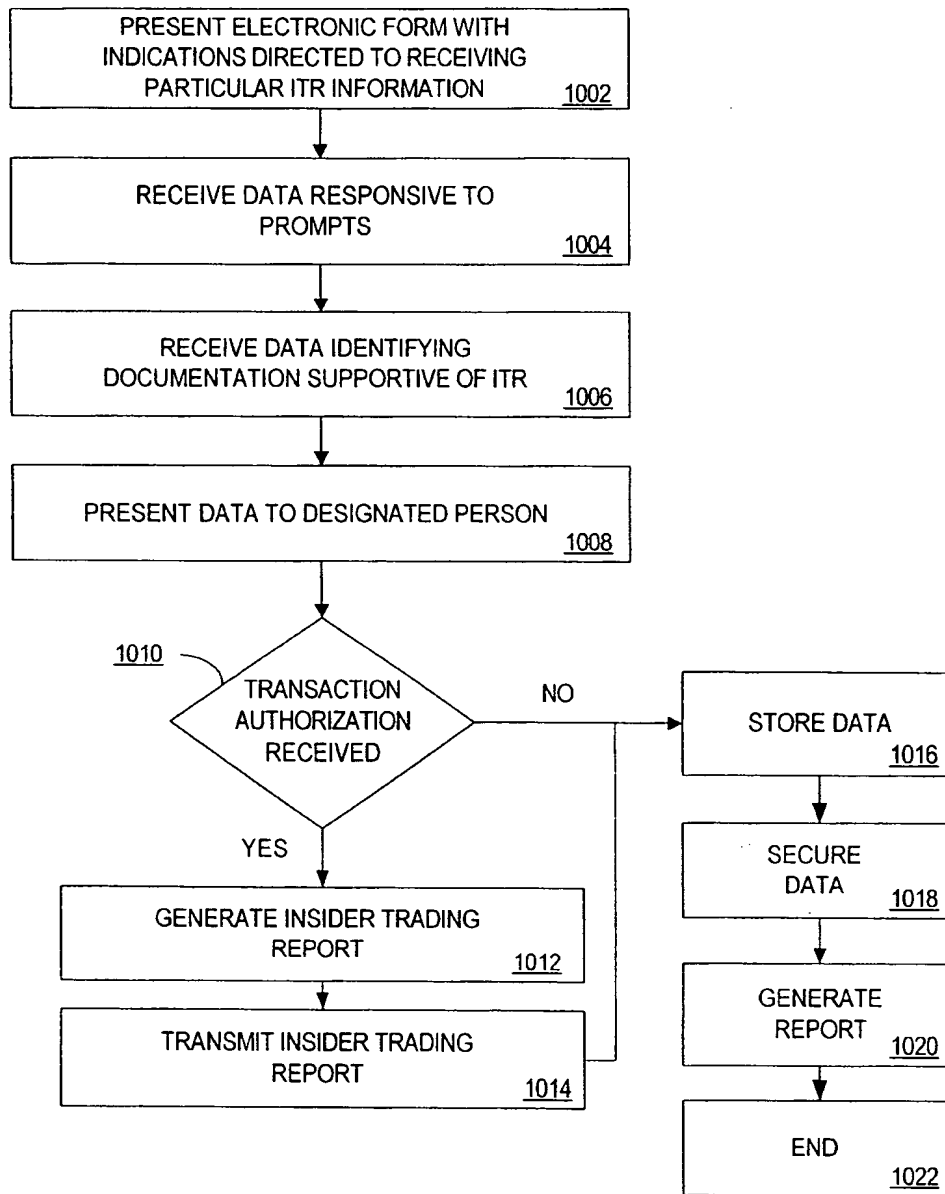 PRESENT ELECTRONIC FORM WITH
INDICATIONS DIRECTED TO RECEIVING
PARTICULAR ITR INFORMATION
1002
RECEIVE DATA RESPONSIVE TO
PROMPTS
1004
RECEIVE DATA IDENTIFYING
DOCUMENTATION SUPPORTIVE OF ITR
1006
PRESENT DATA TO DESIGNATED PERSON
1008
1010
TRANSACTION
AUTHORIZATION
RECEIVED
NO
YES
GENERATE INSIDER TRADING
REPORT
1012
TRANSMIT INSIDER TRADING
REPORT
1014
STORE DATA
1016
SECURE
DATA
1018
GENERATE
REPORT
1020
END
1022